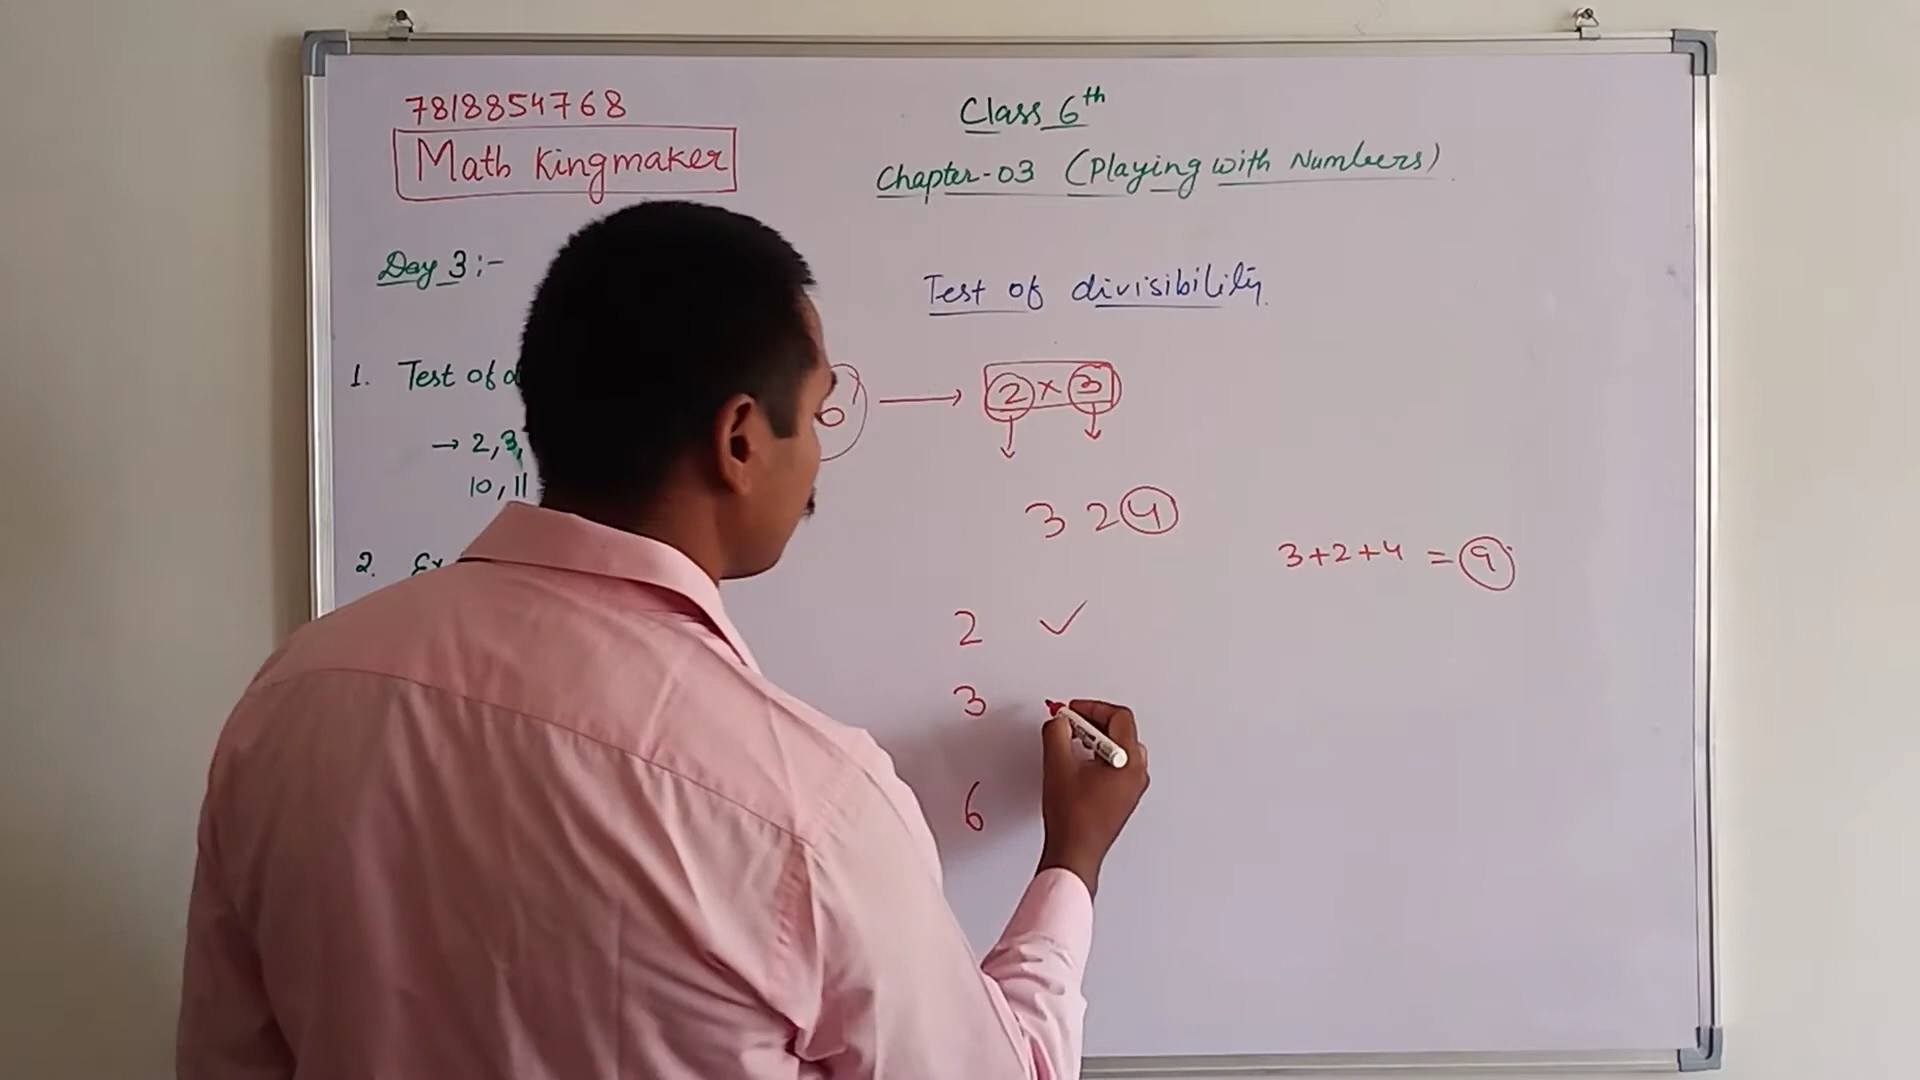 7818854768
Math Kingmaker
Class 6th
Chapter-03 (Playing with Numbers)
Day 3:-
Test of divisibility
1. Test of d
→ 2, 3,
10, 11
→ 2 × 3
3 2 4
3+2+4 = 9
2. Ex
2 ✓
3
6